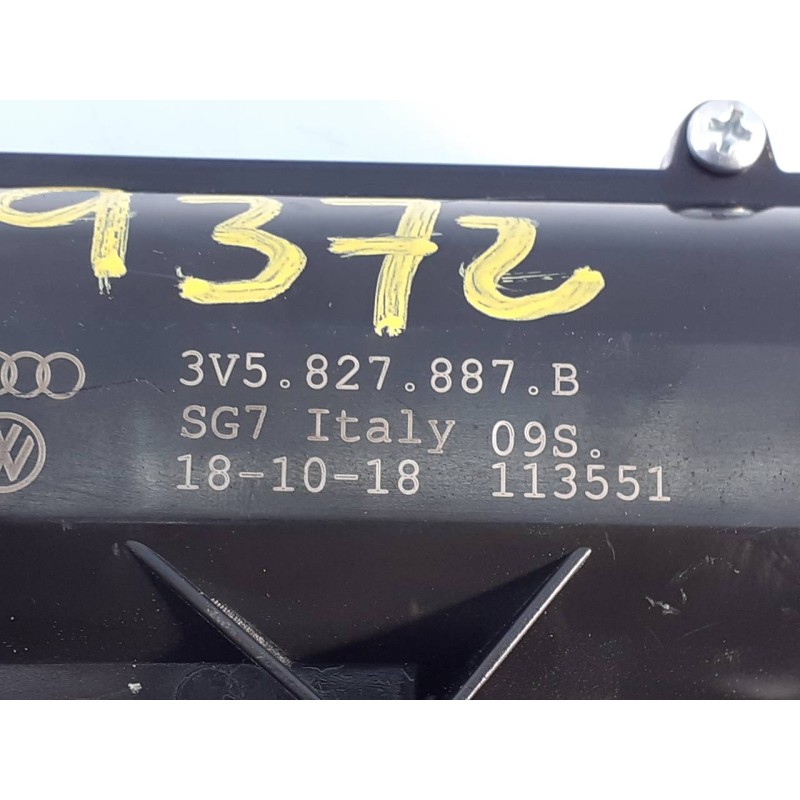 9372
3V5.827.887.B
SG7 Italy 09S.
18-10-18 113551